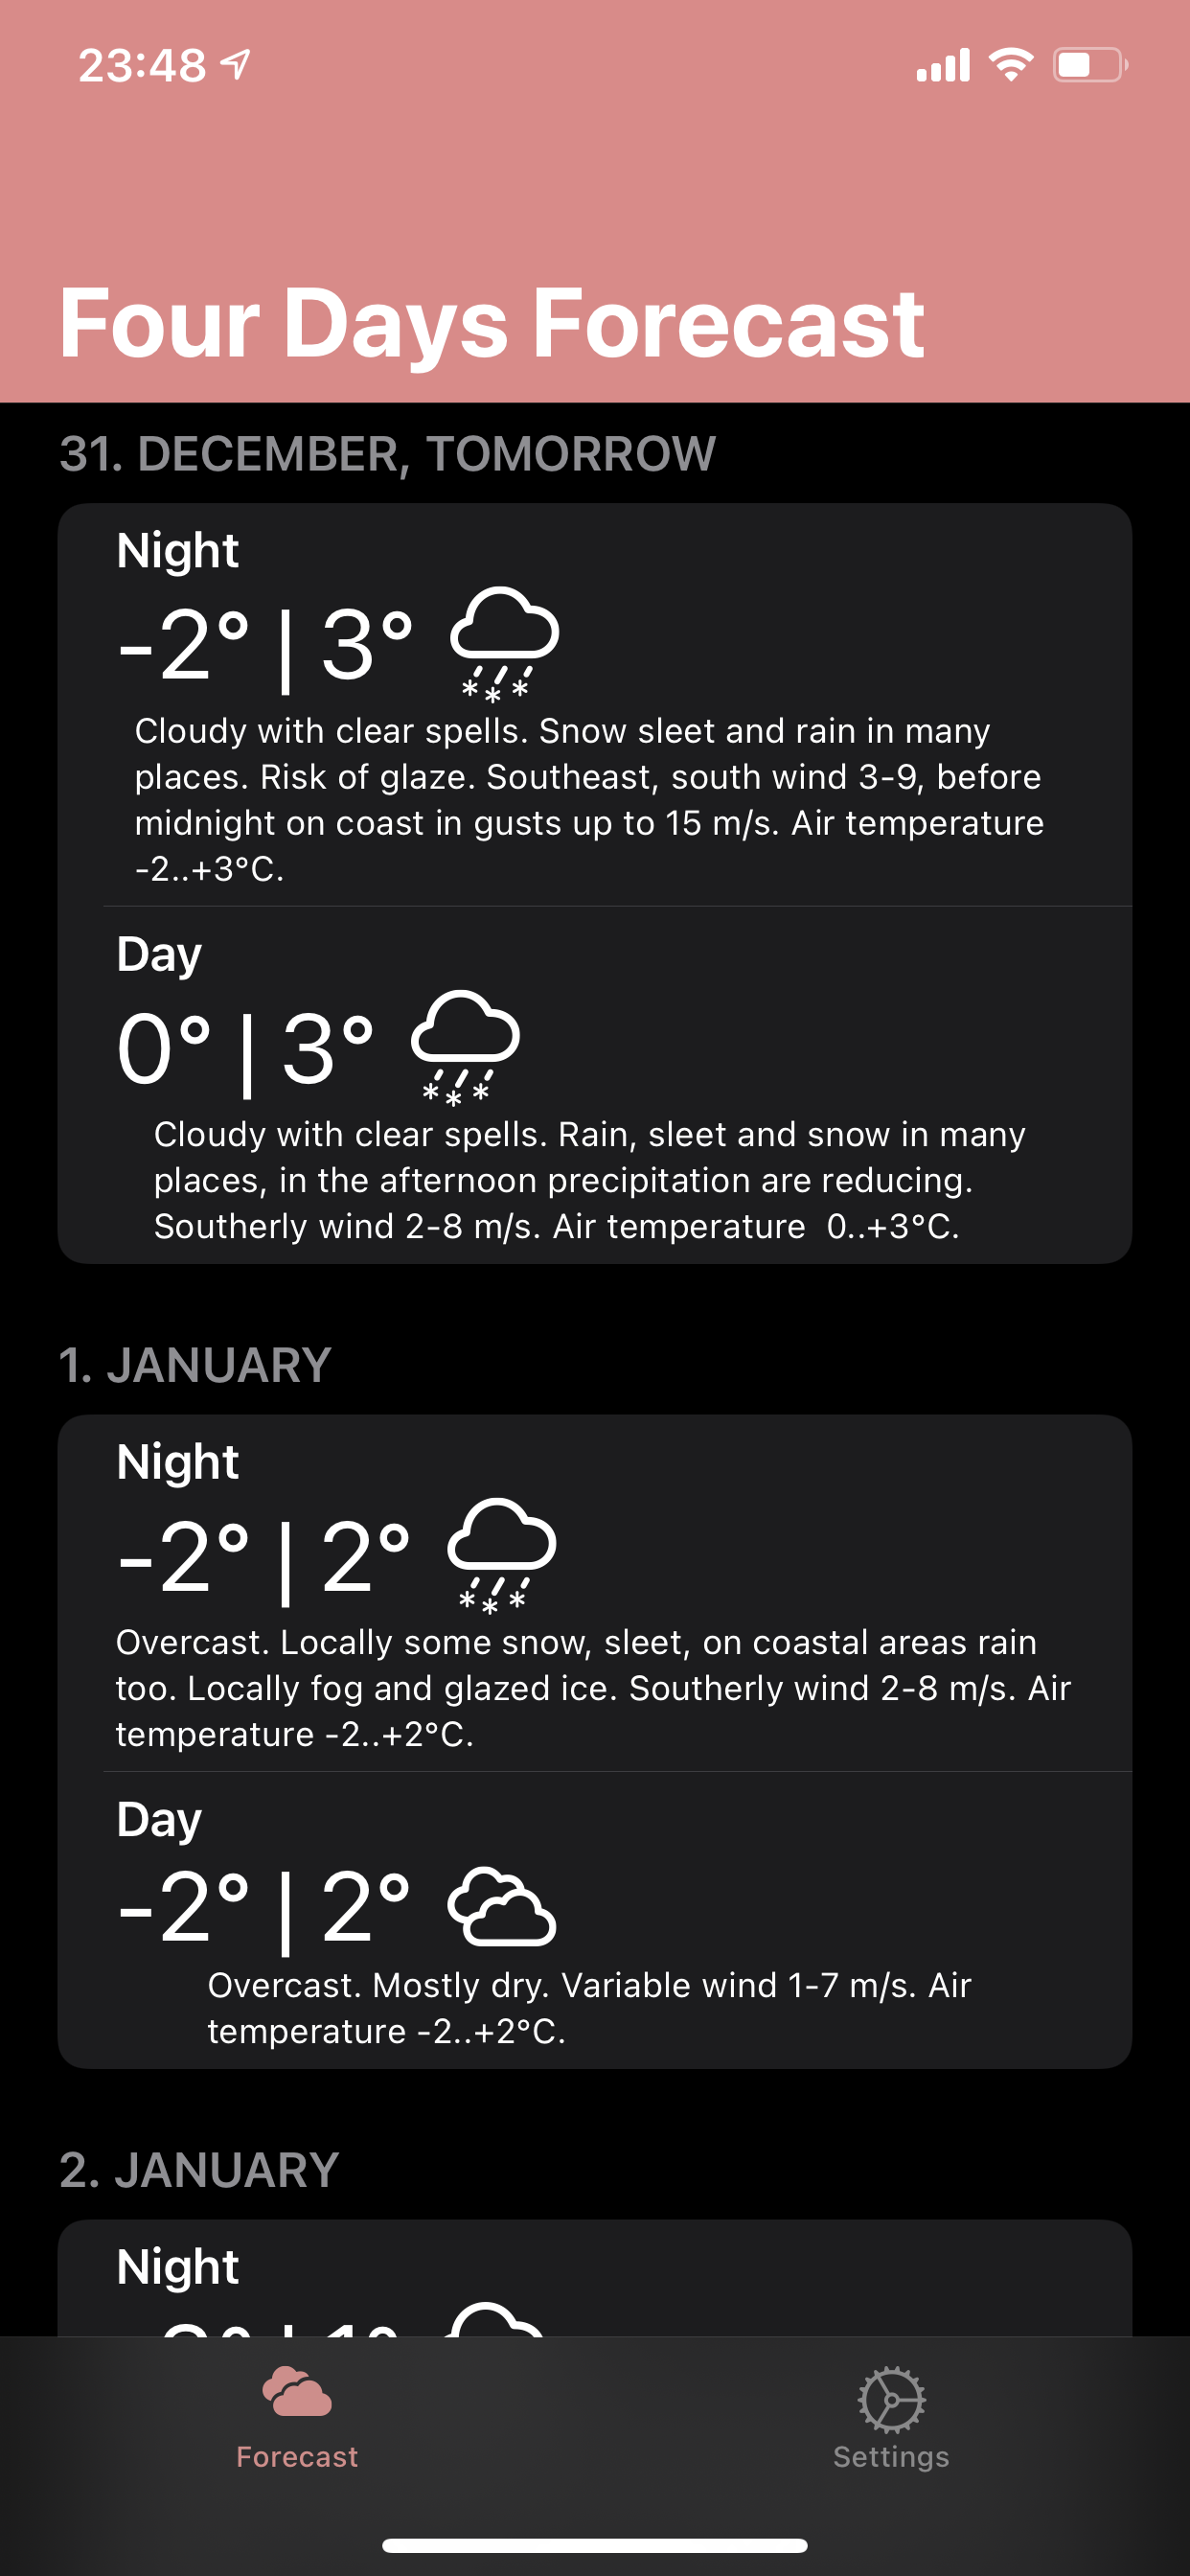 23:48
Four Days Forecast
31. DECEMBER, TOMORROW
Night
-2° | 3°
Cloudy with clear spells. Snow sleet and rain in many
places. Risk of glaze. Southeast, south wind 3-9, before
midnight on coast in gusts up to 15 m/s. Air temperature
-2..+3°C.
Day
0° | 3°
Cloudy with clear spells. Rain, sleet and snow in many
places, in the afternoon precipitation are reducing.
Southerly wind 2-8 m/s. Air temperature  0..+3°C.
1. JANUARY
Night
-2° | 2°
Overcast. Locally some snow, sleet, on coastal areas rain
too. Locally fog and glazed ice. Southerly wind 2-8 m/s. Air
temperature -2..+2°C.
Day
-2° | 2°
Overcast. Mostly dry. Variable wind 1-7 m/s. Air
temperature -2..+2°C.
2. JANUARY
Night
Forecast
Settings